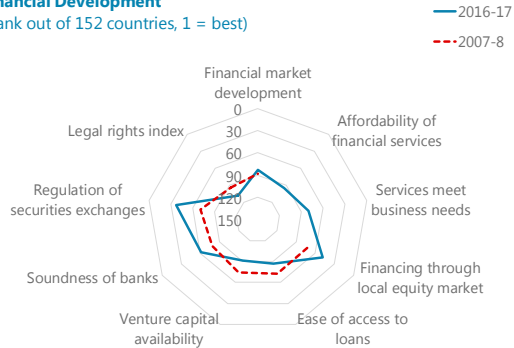 Financial Development
(rank out of 152 countries, 1 = best)
2016-17
2007-8
Financial market
development
0
30
60
90
120
150
Affordability of
financial services
Legal rights index
Regulation of
securities exchanges
Services meet
business needs
Soundness of banks
Financing through
local equity market
Venture capital
availability
Ease of access to
loans